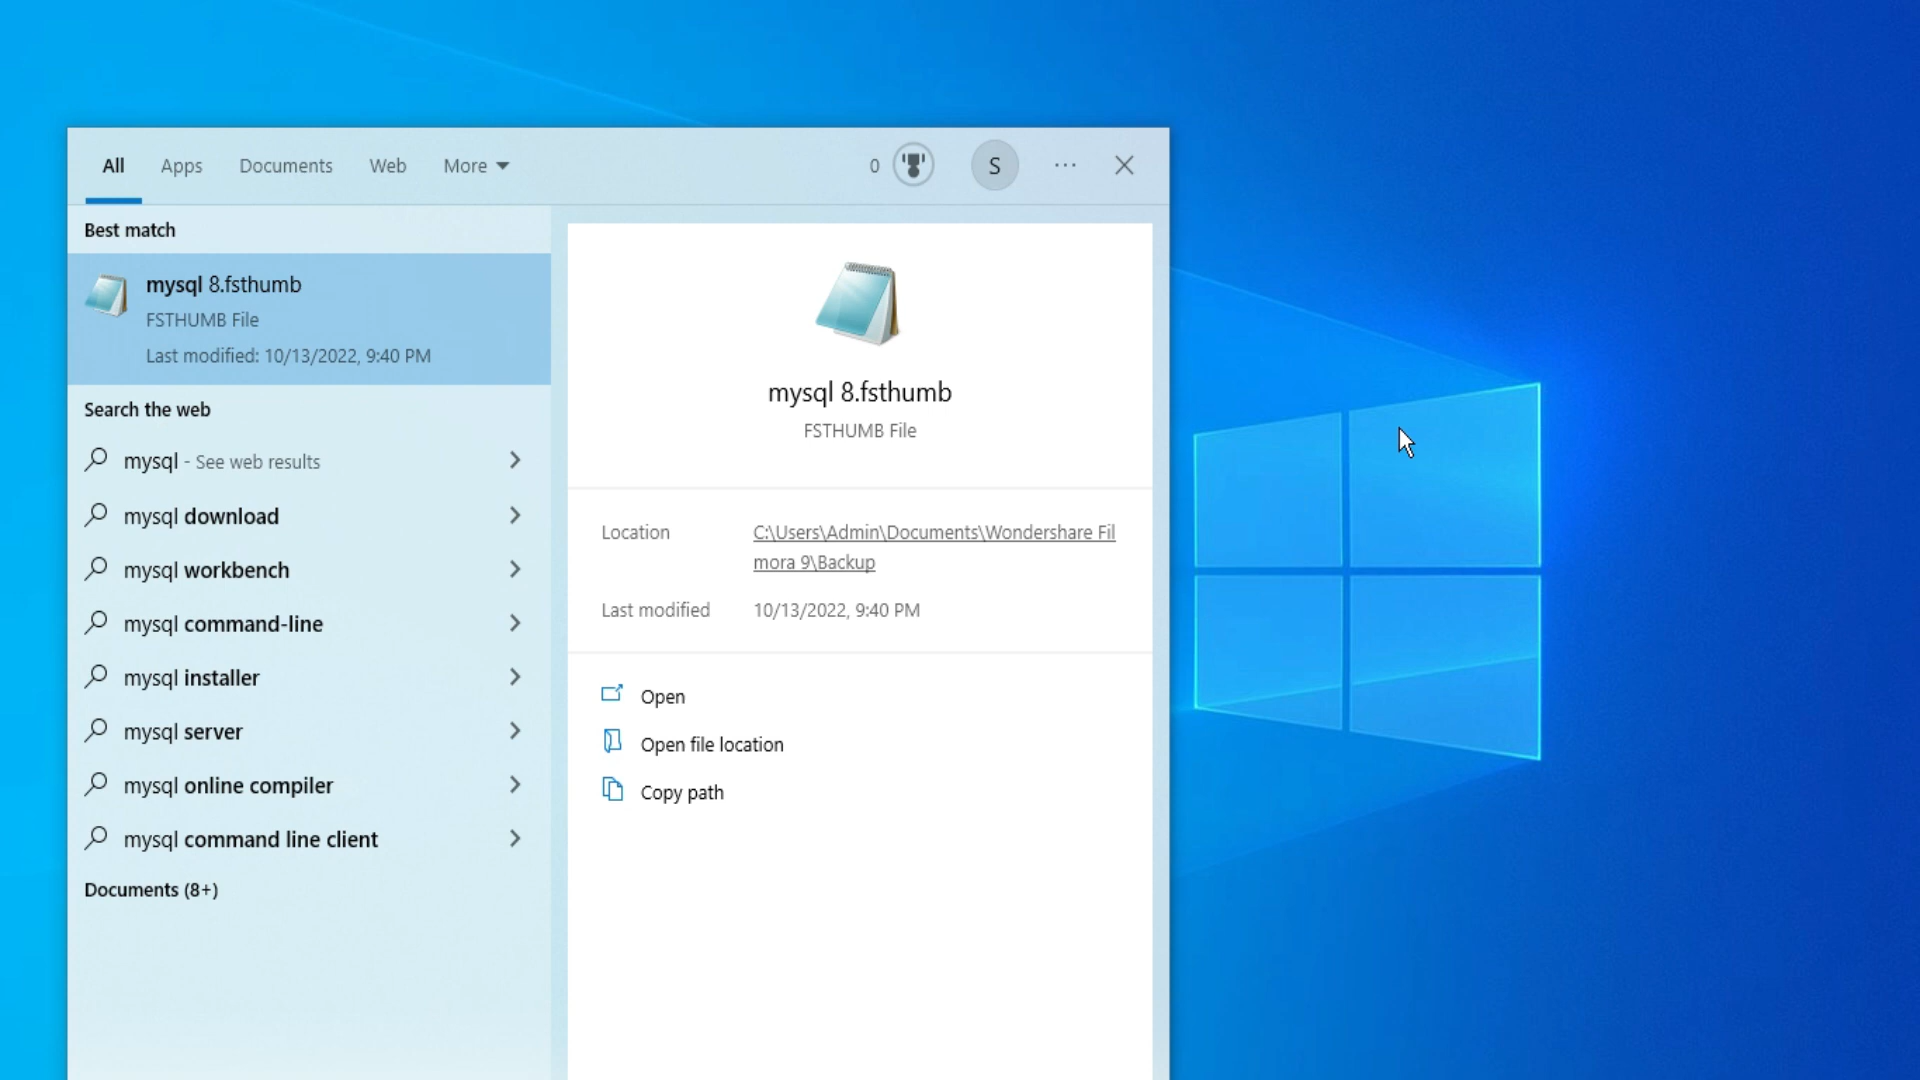 All
Apps
Documents
Web
More
0
S
Best match
mysql 8.fsthumb
FSTHUMB File
Last modified: 10/13/2022, 9:40 PM
Search the web
mysql - See web results
mysql download
mysql workbench
mysql command-line
mysql installer
mysql server
mysql online compiler
mysql command line client
Documents (8+)
mysql 8.fsthumb
FSTHUMB File
Location
C:\Users\Admin\Documents\Wondershare Fil
mora 9\Backup
Last modified
10/13/2022, 9:40 PM
Open
Open file location
Copy path